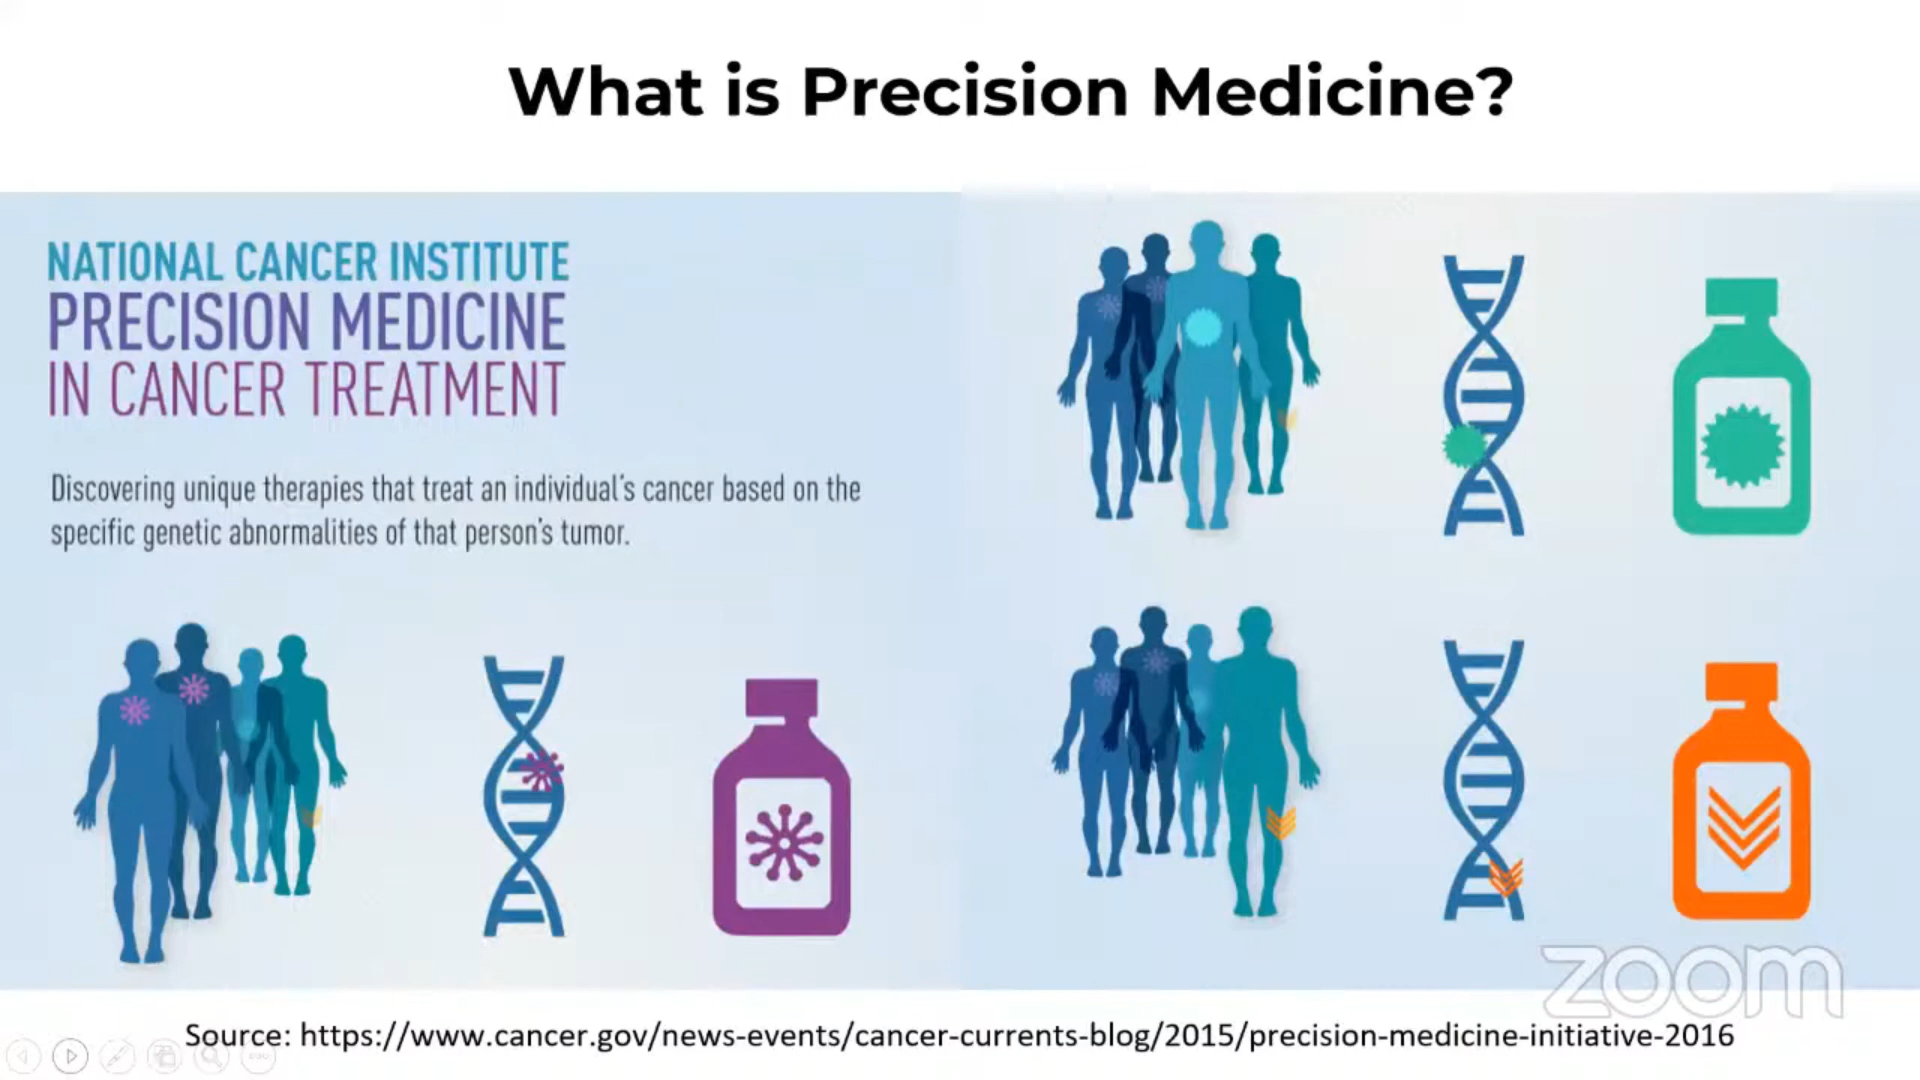 What is Precision Medicine?
NATIONAL CANCER INSTITUTE
PRECISION MEDICINE
IN CANCER TREATMENT
Discovering unique therapies that treat an individual's cancer based on the
specific genetic abnormalities of that person's tumor.
zoom
Source: https://www.cancer.gov/news-events/cancer-currents-blog/2015/precision-medicine-initiative-2016